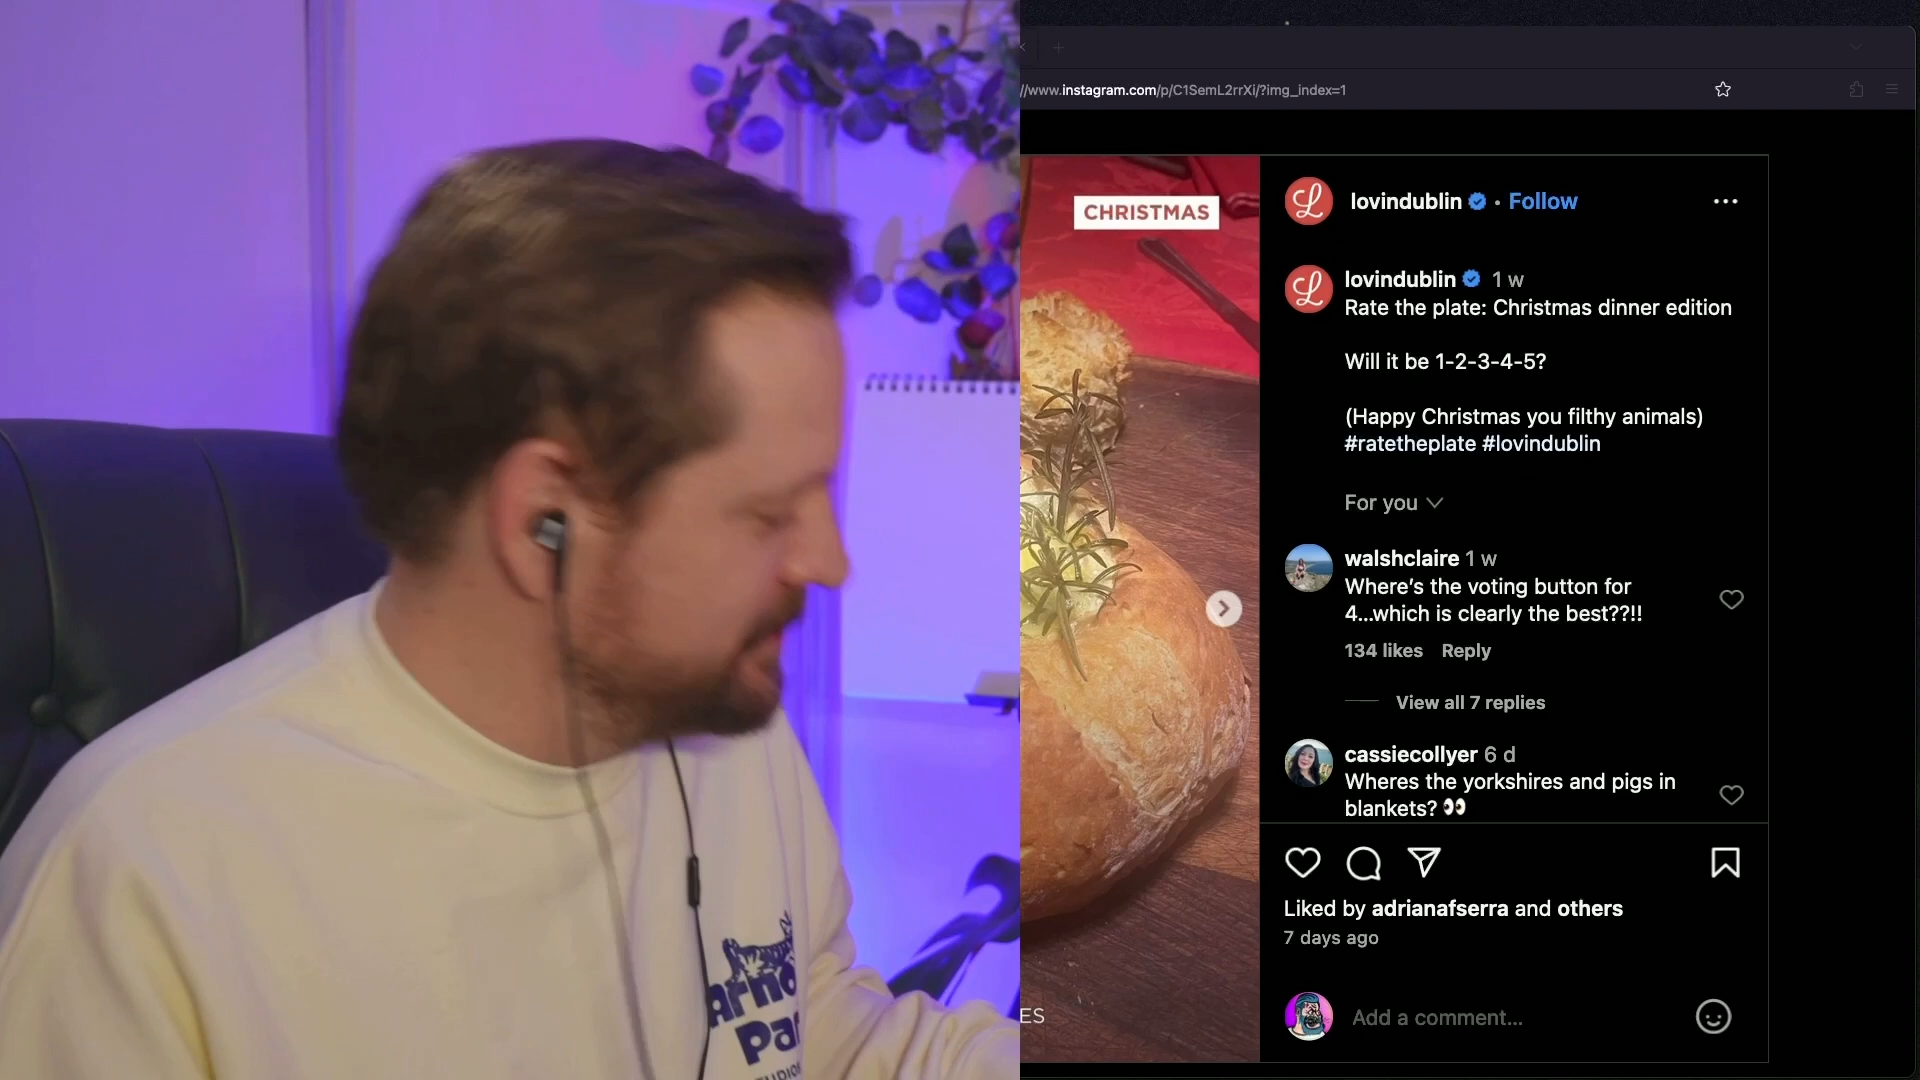 //www.instagram.com/p/C1SemL2rrXi/?img_index=1
CHRISTMAS
lovindublin • Follow
lovindublin 1 w
Rate the plate: Christmas dinner edition
Will it be 1-2-3-4-5?
(Happy Christmas you filthy animals)
#ratetheplate #lovindublin
For you
walshclaire 1 w
Where's the voting button for
4...which is clearly the best??!!
134 likes Reply
View all 7 replies
cassiecollyer 6 d
Wheres the yorkshires and pigs in
blankets? 👀
Liked by adrianafserra and others
7 days ago
Add a comment...
ES
arno
Pa